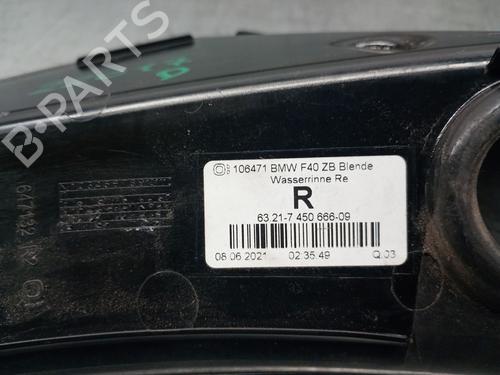 106471 BMW F40 ZB Blende
Wasserrinne Re
R
63.21-7 450 666-09
08.06.2021 02:35:49 Q.03
B-PARTS